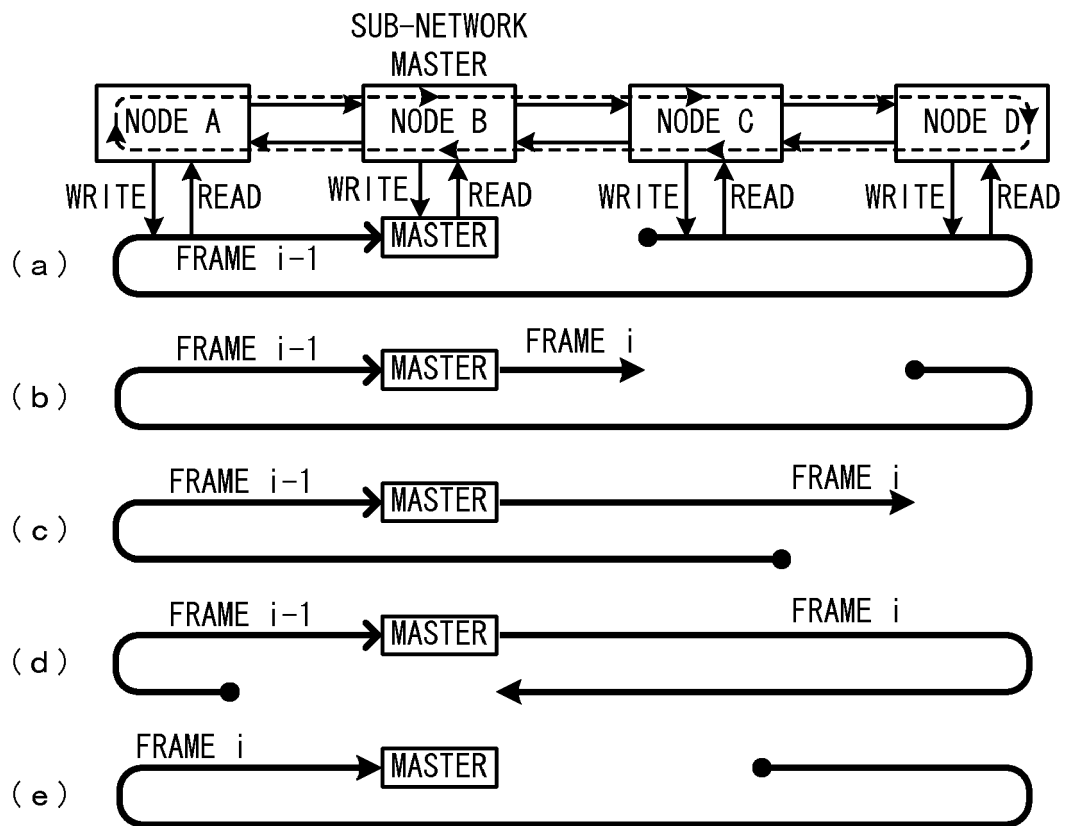 SUB-NETWORK
MASTER
NODE A NODE B NODE C NODE D
WRITE READ WRITE READ WRITE READ WRITE READ
MASTER
(a) FRAME i-1
FRAME i-1 MASTER FRAME i
(b)
FRAME i-1 MASTER FRAME i
(c)
FRAME i-1 MASTER FRAME i
(d)
FRAME i MASTER
(e)